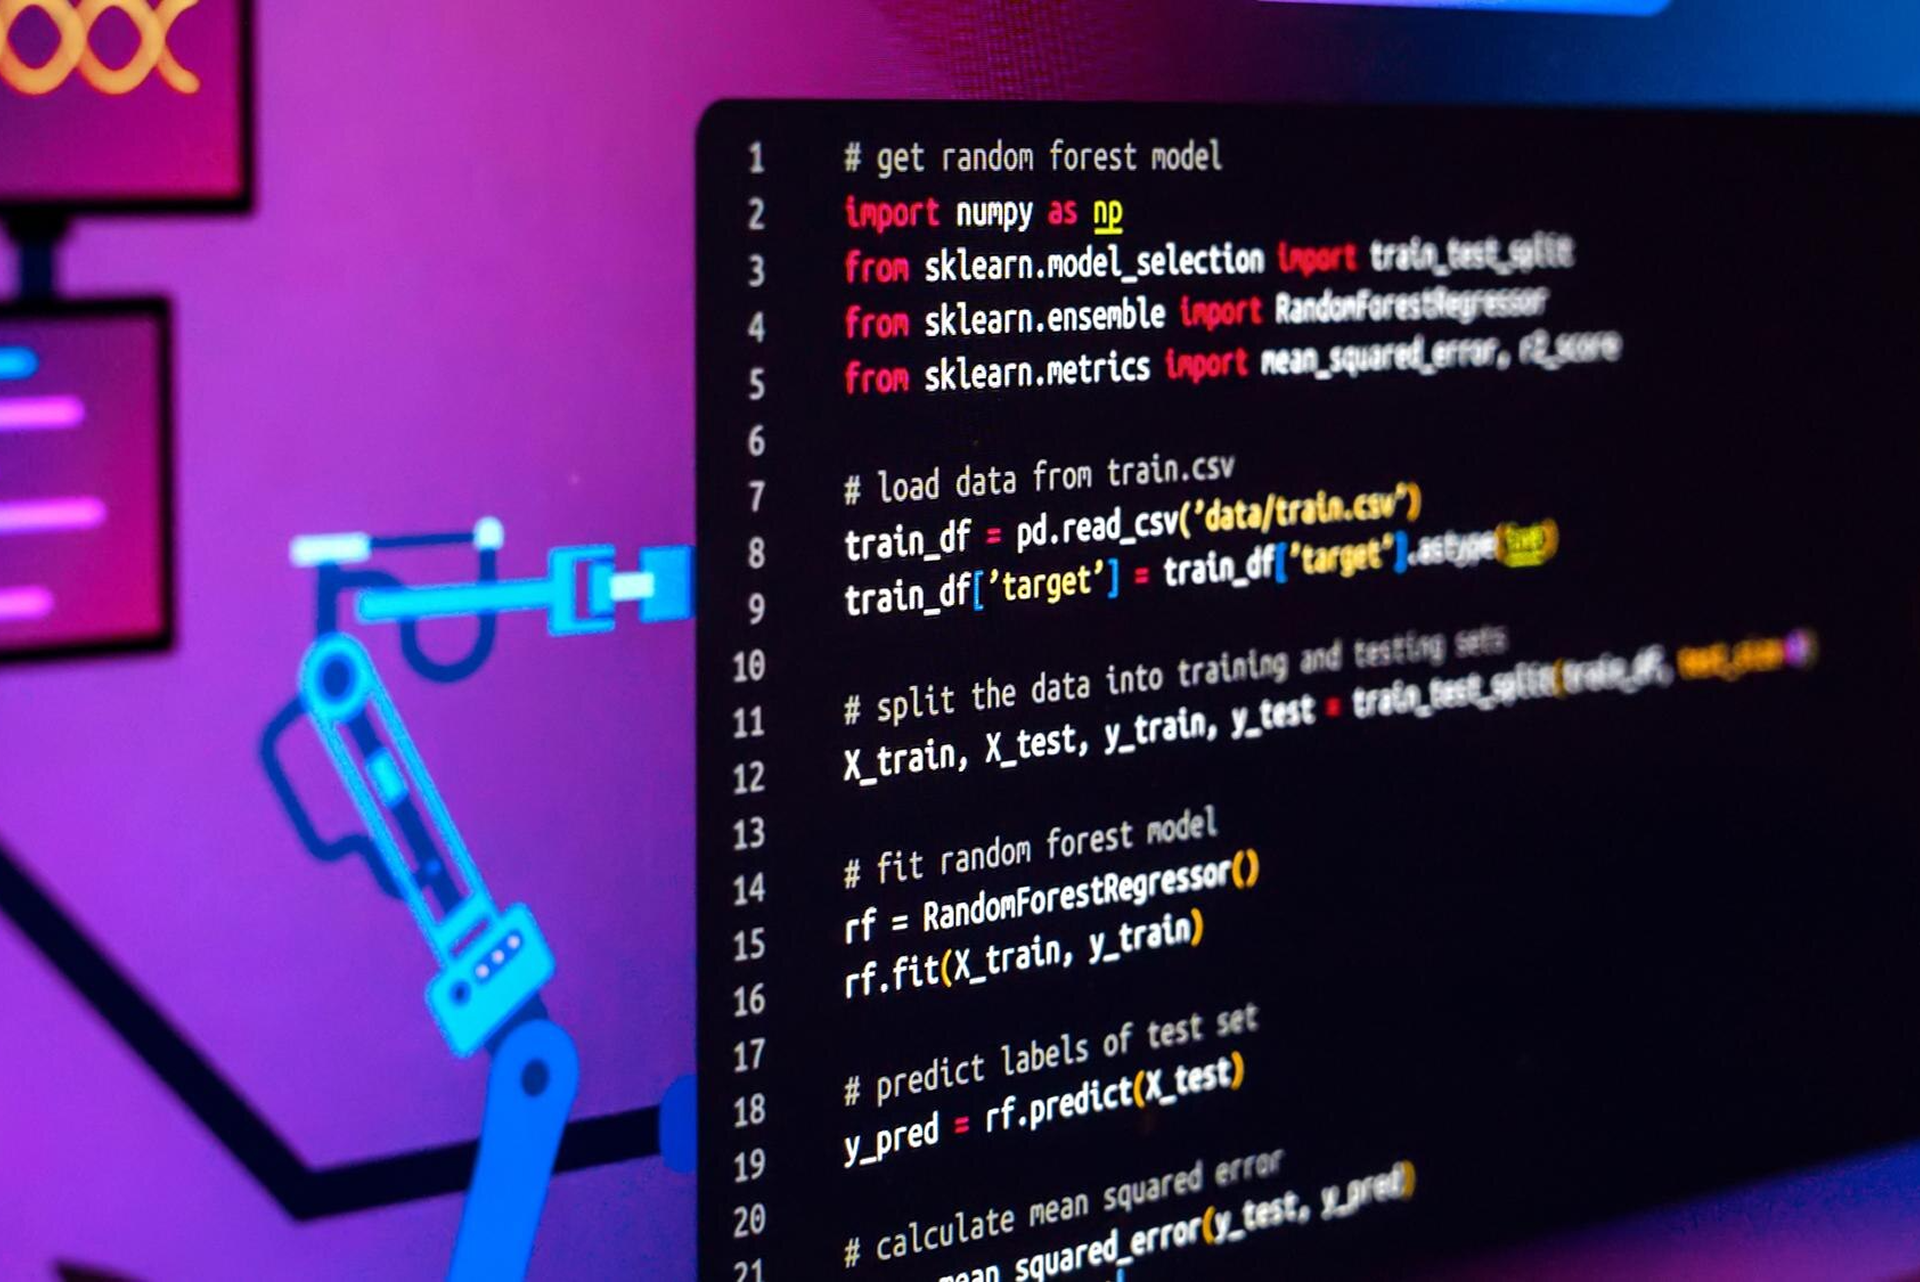 1 # get random forest model
2 import numpy as np
3 from sklearn.model_selection import train_test_split
4 from sklearn.ensemble import RandomForestRegressor
5 from sklearn.metrics import mean_squared_error, r2_score
6
7 # load data from train.csv
8 train_df = pd.read_csv('data/train.csv')
9 train_df['target'] = train_df['target'].astype(
10
11 # split the data into training and testing sets
12 X_train, X_test, y_train, y_test = train_test_split(train_df, test_size
13
14 # fit random forest model
15 rf = RandomForestRegressor()
16 rf.fit(X_train, y_train)
17
18 # predict labels of test set
19 y_pred = rf.predict(X_test)
20
21 # calculate mean squared error
mean_squared_error(y_test, y_pred)